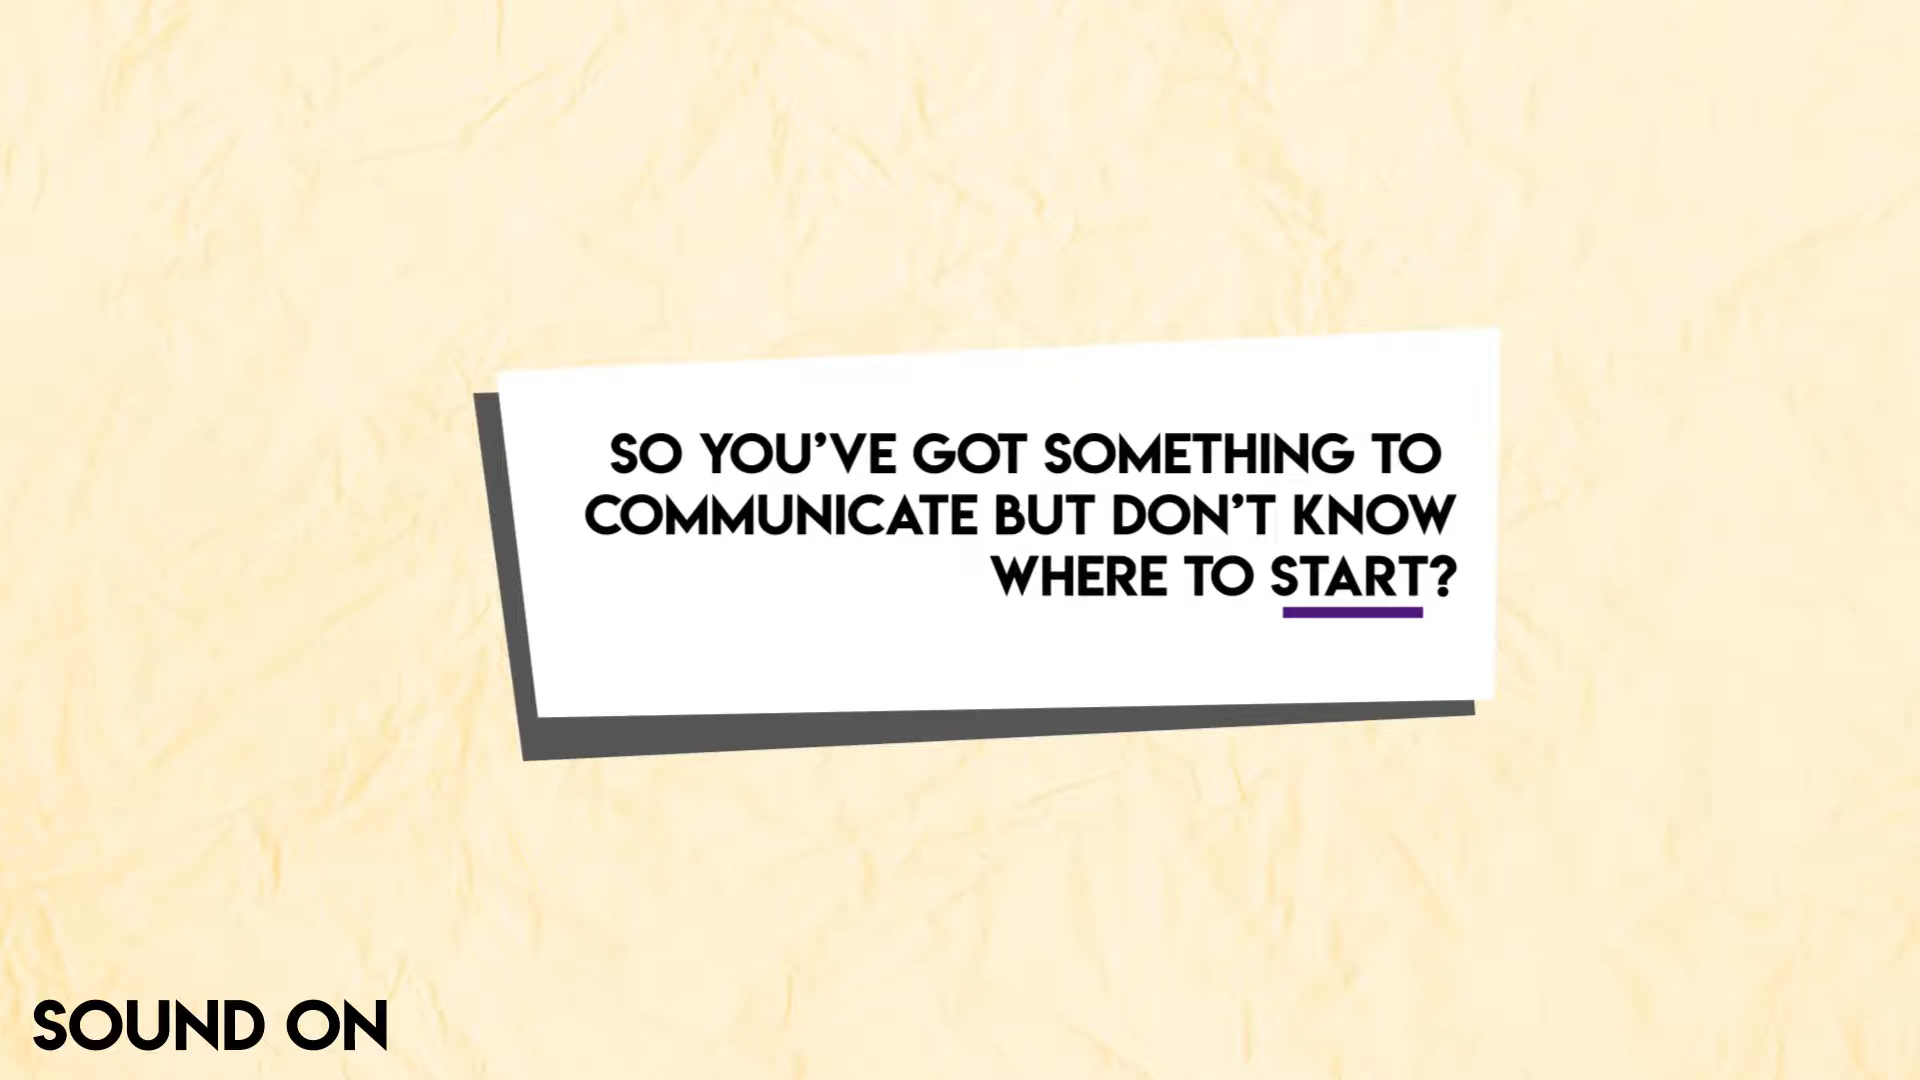 SO YOU’VE GOT SOMETHING TO
COMMUNICATE BUT DON’T KNOW
WHERE TO START?
SOUND ON